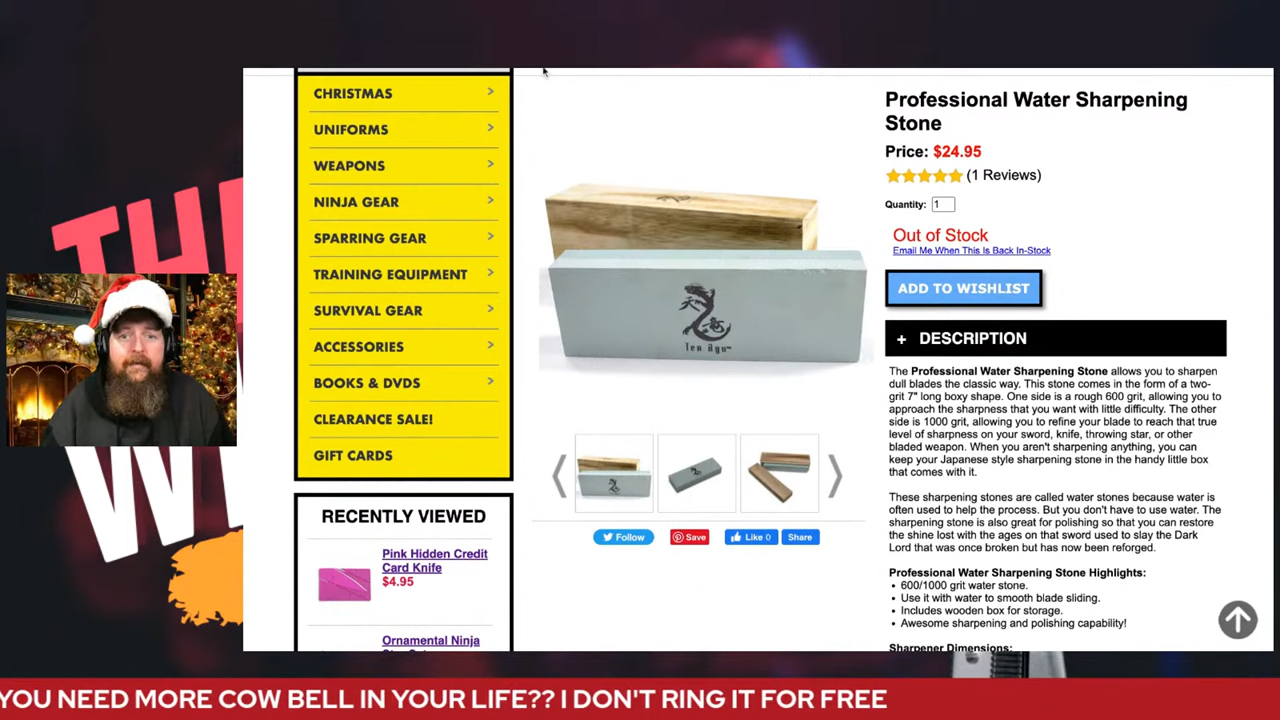 THE
W
CHRISTMAS
UNIFORMS
WEAPONS
NINJA GEAR
SPARRING GEAR
TRAINING EQUIPMENT
SURVIVAL GEAR
ACCESSORIES
BOOKS & DVDS
CLEARANCE SALE!
GIFT CARDS
RECENTLY VIEWED
Pink Hidden Credit
Card Knife
$4.95
Ornamental Ninja
天
Ten Ryu™
Follow
Save
Like 0
Share
Professional Water Sharpening
Stone
Price: $24.95
(1 Reviews)
Quantity: 1
Out of Stock
Email Me When This Is Back In-Stock
ADD TO WISHLIST
+ DESCRIPTION
The Professional Water Sharpening Stone allows you to sharpen
dull blades the classic way. This stone comes in the form of a two-
grit 7" long boxy shape. One side is a rough 600 grit, allowing you to
approach the sharpness that you want with little difficulty. The other
side is 1000 grit, allowing you to refine your blade to reach that true
level of sharpness on your sword, knife, throwing star, or other
bladed weapon. When you aren't sharpening anything, you can
keep your Japanese style sharpening stone in the handy little box
that comes with it.
These sharpening stones are called water stones because water is
often used to help the process. But you don't have to use water. The
sharpening stone is also great for polishing so that you can restore
the shine lost with the ages on that sword used to slay the Dark
Lord that was once broken but has now been reforged.
Professional Water Sharpening Stone Highlights:
• 600/1000 grit water stone.
• Use it with water to smooth blade sliding.
• Includes wooden box for storage.
• Awesome sharpening and polishing capability!
Sharpener Dimensions:
YOU NEED MORE COW BELL IN YOUR LIFE?? I DON'T RING IT FOR FREE